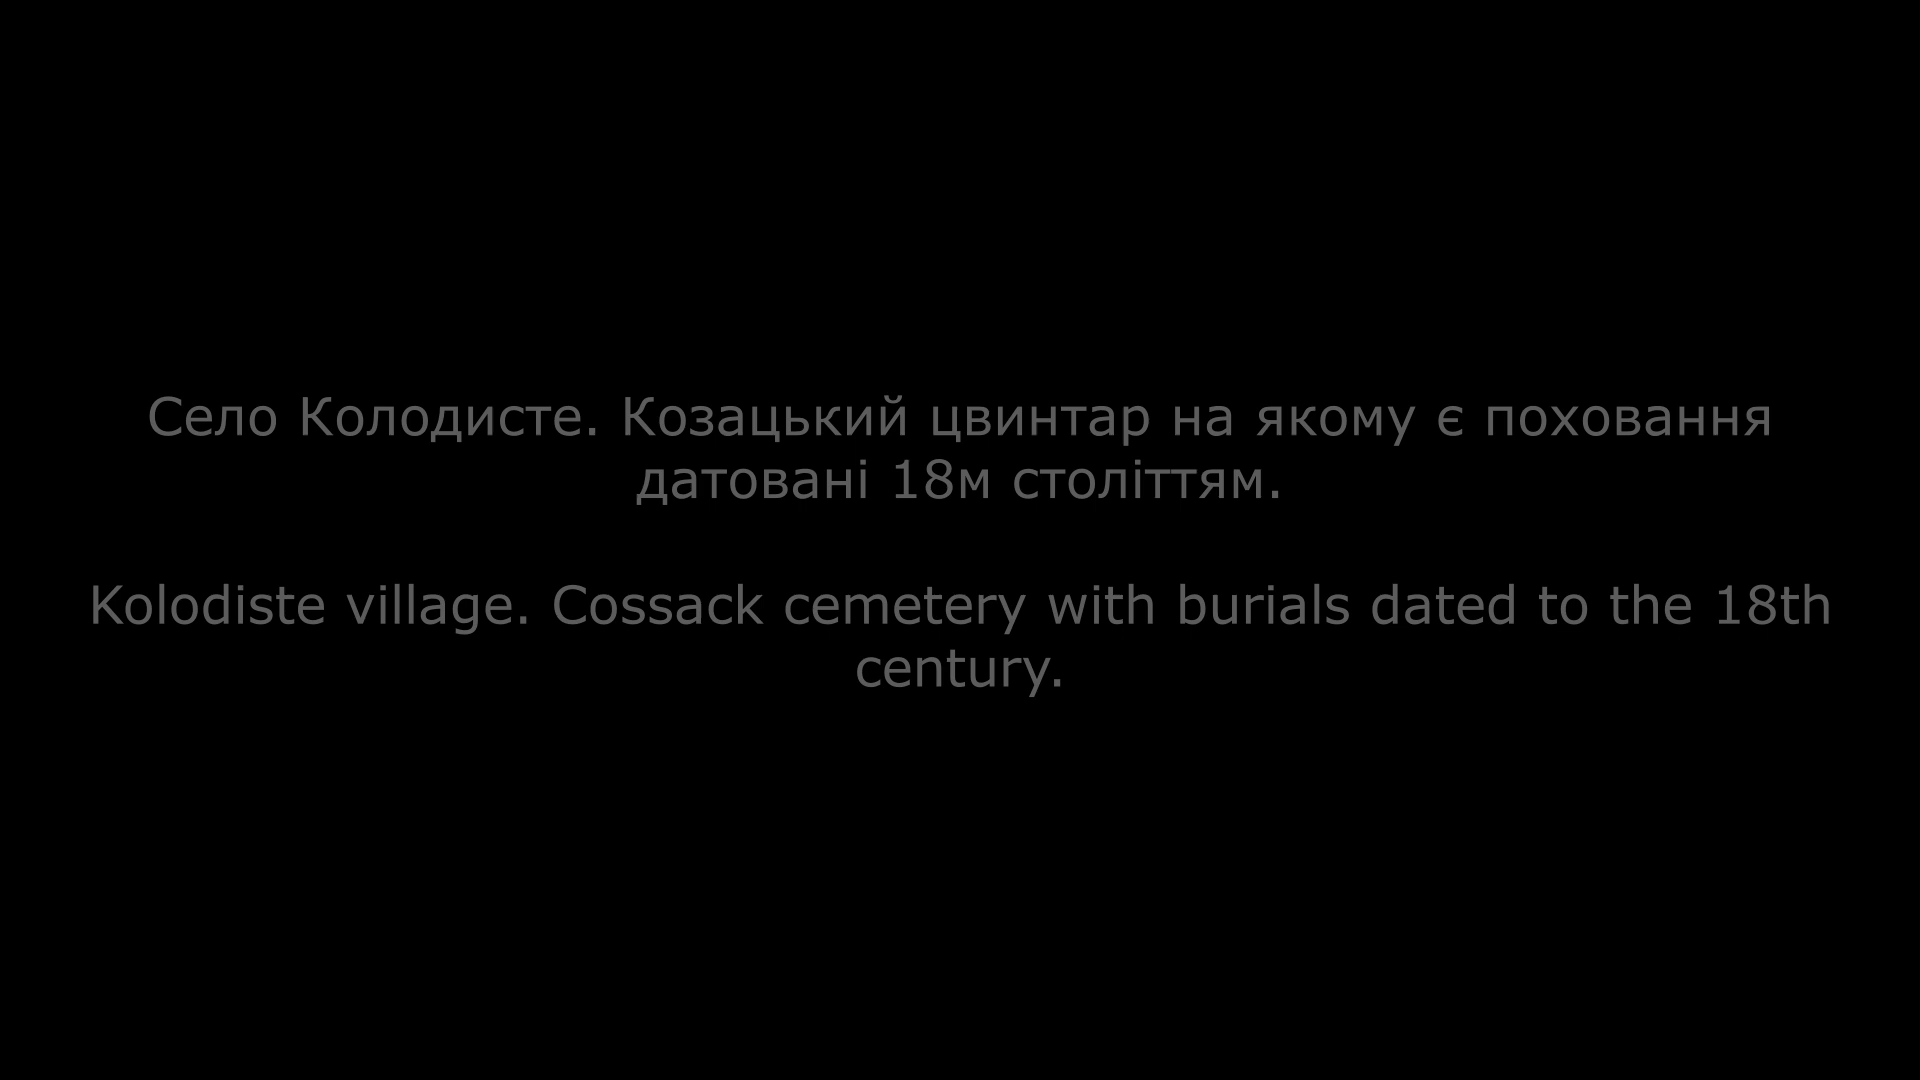 Село Колодисте. Козацький цвинтар на якому є поховання
датовані 18м століттям.
Kolodiste village. Cossack cemetery with burials dated to the 18th
century.